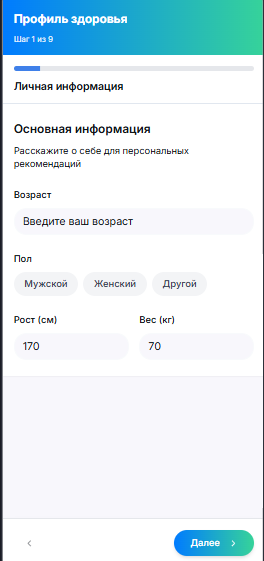 Профиль здоровья
Шаг 1 из 9
Личная информация
Основная информация
Расскажите о себе для персональных
рекомендаций
Возраст
Введите ваш возраст
Пол
Мужской Женский Другой
Рост (см) Вес (кг)
170 70
Далее